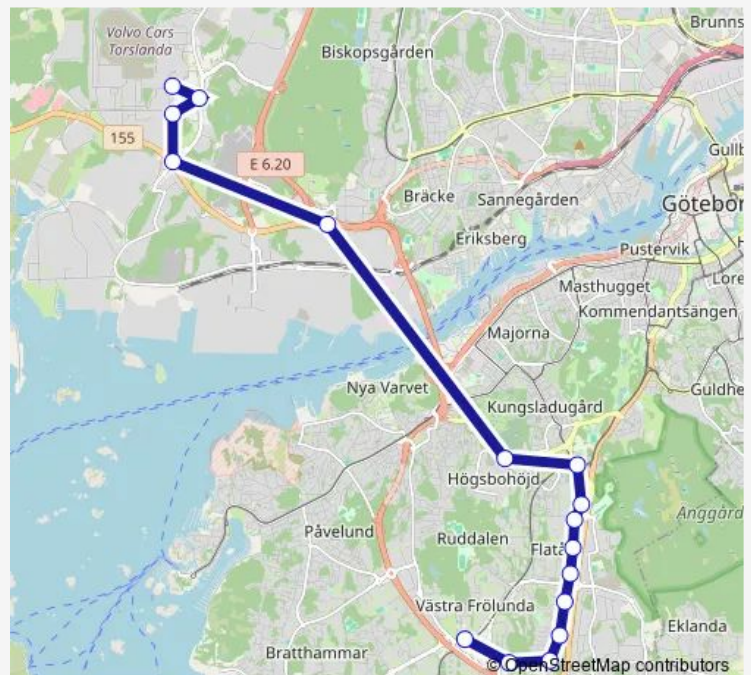 Volvo Cars
Torslanda
Biskopsgården
Brunns
155
E 6.20
Gullb
Bräcke
Sannegården
Götebor
Eriksberg
Pustervik
H
Lore
Masthugget
Kommendantsängen
Majorna
Nya Varvet
Guldhe
Kungsladugård
Högsbohöjd
Änggård
Påvelund
Ruddalen
Flatå
Västra Frölunda
Eklanda
Bratthammar
© OpenStreetMap contributors